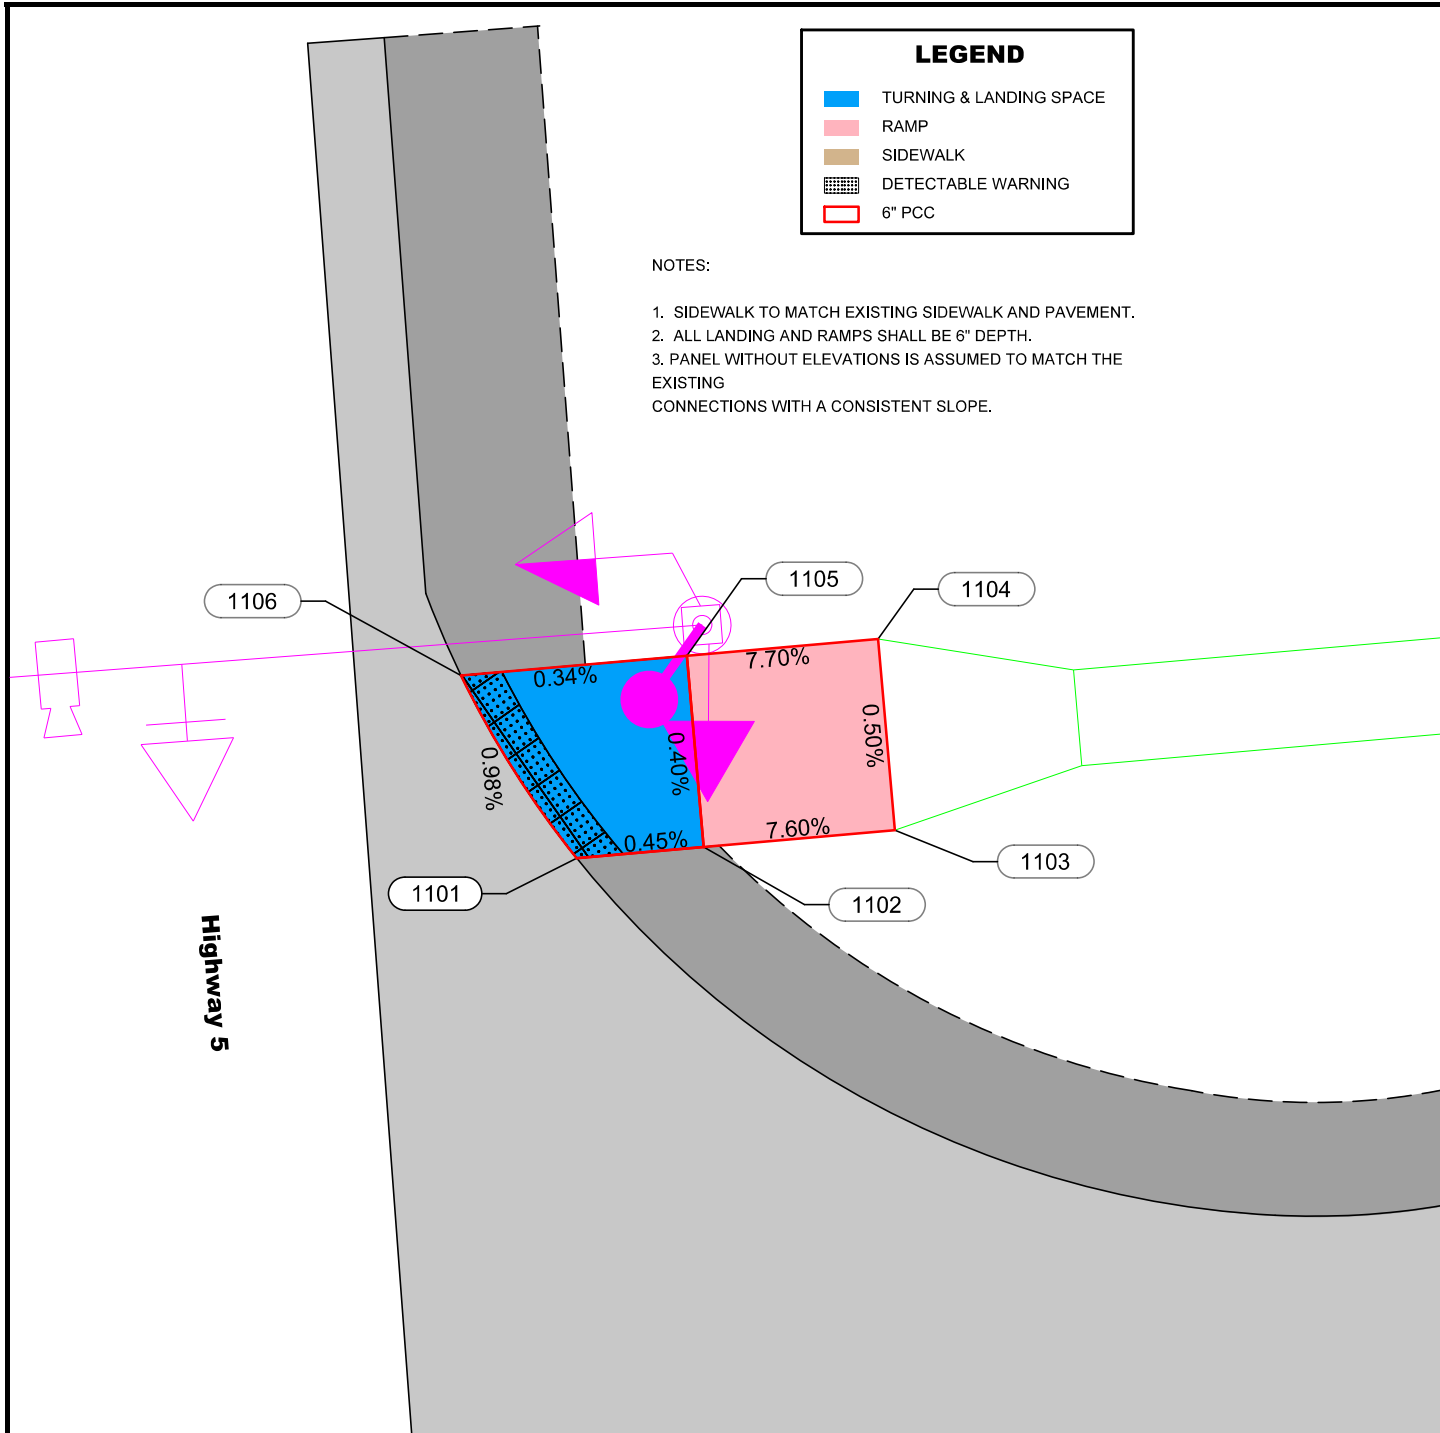 LEGEND
TURNING & LANDING SPACE
RAMP
SIDEWALK
DETECTABLE WARNING
6" PCC
NOTES:
1. SIDEWALK TO MATCH EXISTING SIDEWALK AND PAVEMENT.
2. ALL LANDING AND RAMPS SHALL BE 6" DEPTH.
3. PANEL WITHOUT ELEVATIONS IS ASSUMED TO MATCH THE
EXISTING
CONNECTIONS WITH A CONSISTENT SLOPE.
1105
1104
1106
7.70%
0.34%
0.50%
0.40%
0.98%
7.60%
0.45%
1103
1101
1102
Highway 5